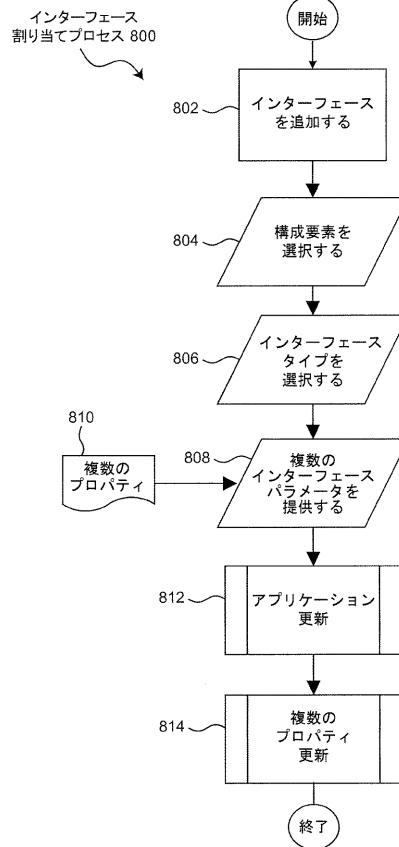 インターフェース
割り当てプロセス 800
開始
802
インターフェース
を追加する
804
構成要素を
選択する
806
インターフェース
タイプを
選択する
810
複数の
プロパティ
808
複数の
インターフェース
パラメータを
提供する
812
アプリケーション
更新
814
複数の
プロパティ
更新
終了